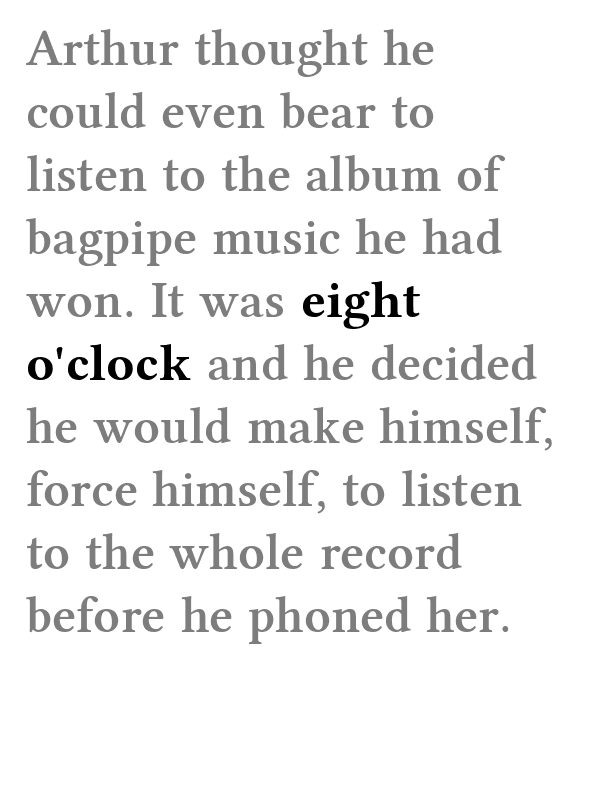 Arthur thought he
could even bear to
listen to the album of
bagpipe music he had
won. It was eight
o'clock and he decided
he would make himself,
force himself, to listen
to the whole record
before he phoned her.